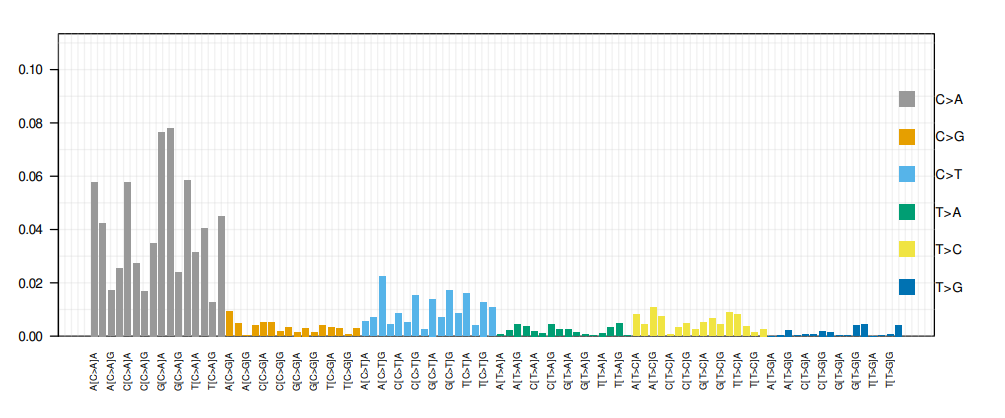 0.10
0.08
0.06
0.04
0.02
0.00
C>A
C>G
C>T
T>A
T>C
T>G
A[C>A]A
A[C>A]G
C[C>A]A
C[C>A]G
G[C>A]A
G[C>A]G
T[C>A]A
T[C>A]G
A[C>G]A
A[C>G]G
C[C>G]A
C[C>G]G
G[C>G]A
G[C>G]G
T[C>G]A
T[C>G]G
A[C>T]A
A[C>T]G
C[C>T]A
C[C>T]G
G[C>T]A
G[C>T]G
T[C>T]A
T[C>T]G
A[T>A]A
A[T>A]G
C[T>A]A
C[T>A]G
G[T>A]A
G[T>A]G
T[T>A]A
T[T>A]G
A[T>C]A
A[T>C]G
C[T>C]A
C[T>C]G
G[T>C]A
G[T>C]G
T[T>C]A
T[T>C]G
A[T>G]A
A[T>G]G
C[T>G]A
C[T>G]G
G[T>G]A
G[T>G]G
T[T>G]A
T[T>G]G